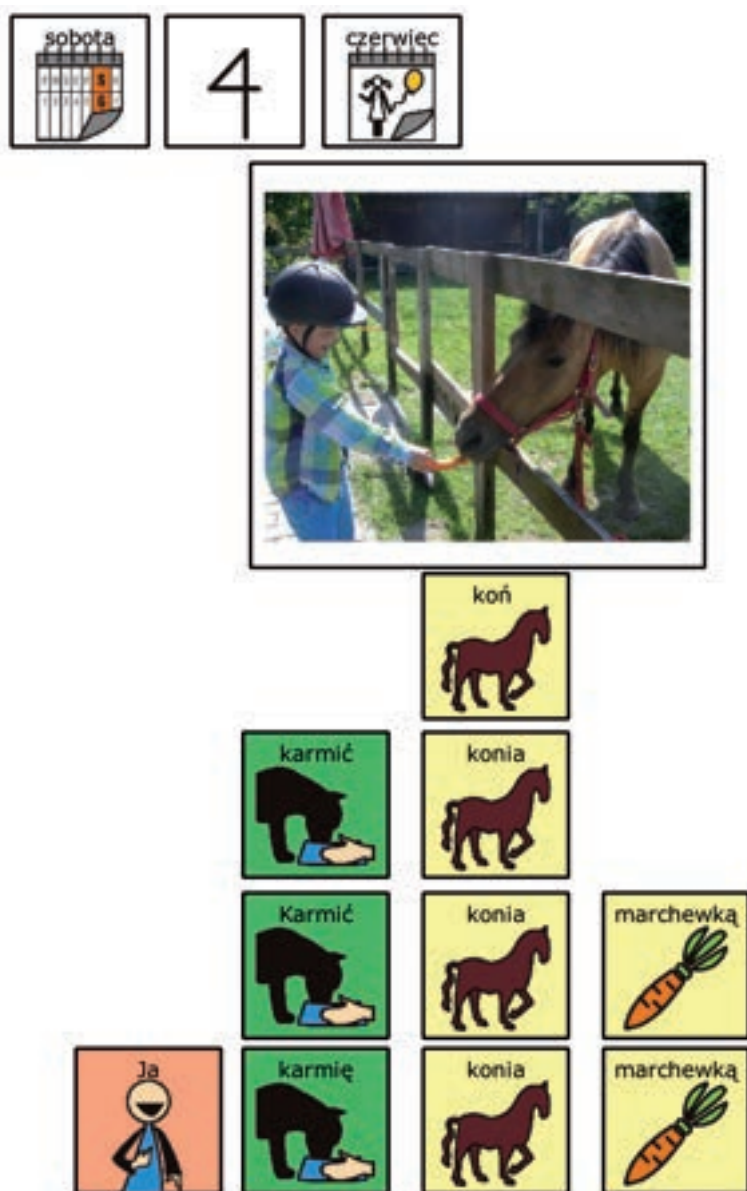 sobota 4 czerwiec
koń
karmić konia
Karmić konia marchewką
Ja karmię konia marchewką